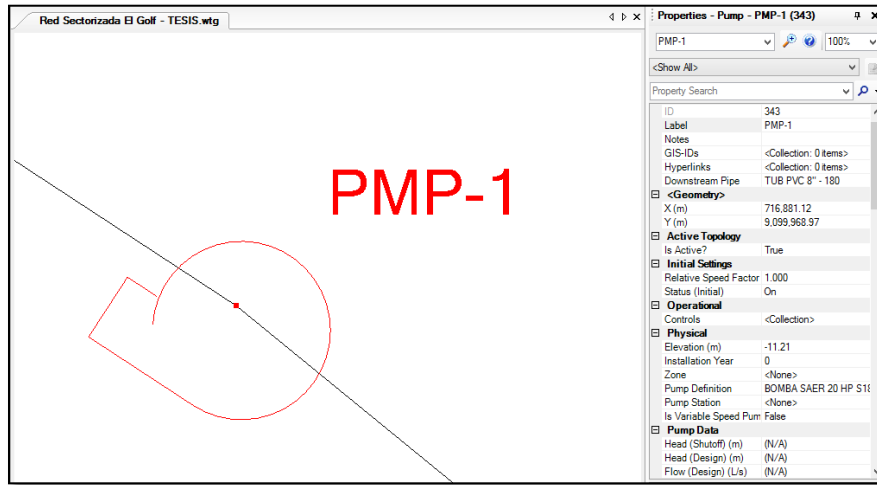 Red Sectorizada El Golf - TESIS.wtg
PMP-1
Properties - Pump - PMP-1 (343)
PMP-1
100%
<Show All>
Property Search
ID 343
Label PMP-1
Notes
GIS-IDs <Collection: 0 items>
Hyperlinks <Collection: 0 items>
Downstream Pipe TUB PVC 8" - 180
<Geometry>
X (m) 716,881.12
Y (m) 9,099,968.97
Active Topology
Is Active? True
Initial Settings
Relative Speed Factor 1.000
Status (Initial) On
Operational
Controls <Collection>
Physical
Elevation (m) -11.21
Installation Year 0
Zone <None>
Pump Definition BOMBA SAER 20 HP S18
Pump Station <None>
Is Variable Speed Pum False
Pump Data
Head (Shutoff) (m) (N/A)
Head (Design) (m) (N/A)
Flow (Design) (L/s) (N/A)